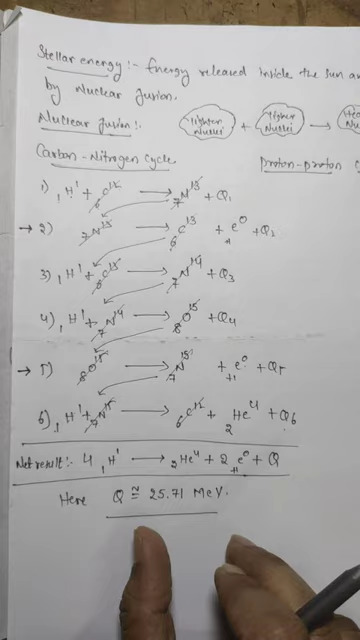 Stellar energy :- Energy released inside the sun an
by Nuclear fusion.
Nuclear fusion :- Lighter Nuclei + Lighter Nuclei → Hea Nucl
Carbon-Nitrogen Cycle Proton-proton C
1) ₁H¹ + ₆C¹² → ₇N¹³ + Q₁
→ 2) ₇N¹³ → ₆C¹³ + ₊₁e⁰ + Q₂
3) ₁H¹ + ₆C¹³ → ₇N¹⁴ + Q₃
4) ₁H¹ + ₇N¹⁴ → ₈O¹⁵ + Q₄
→ 5) ₈O¹⁵ → ₇N¹⁵ + ₊₁e⁰ + Q₅
6) ₁H¹ + ₇N¹⁵ → ₆C¹² + ₂He⁴ + Q₆
Net result :- 4 ₁H¹ → ₂He⁴ + 2 ₊₁e⁰ + Q
Here Q ≅ 25.71 MeV.